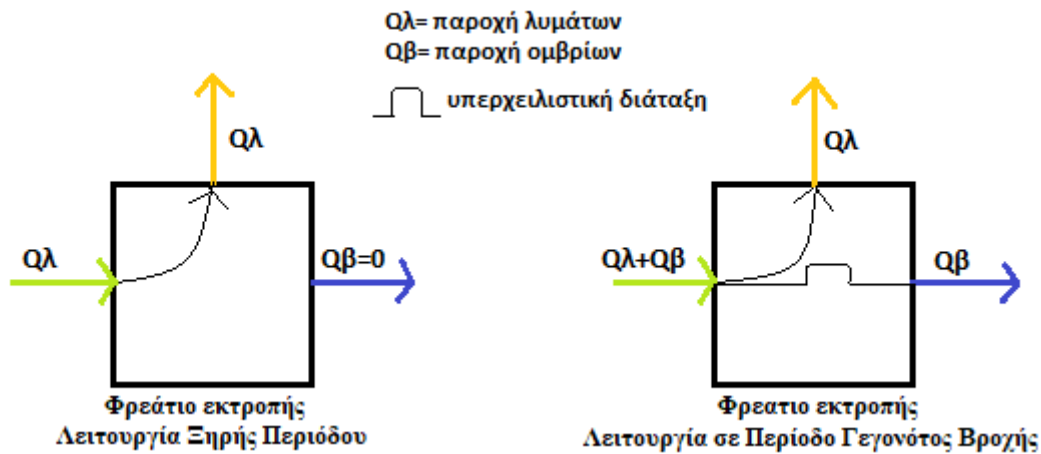 Qλ= παροχή λυμάτων
Qβ= παροχή ομβρίων
υπερχειλιστική διάταξη
Qλ
Qλ
Qβ=0
Φρεάτιο εκτροπής
Λειτουργία Ξηρής Περιόδου
Qλ
Qλ+Qβ
Qβ
Φρεατιο εκτροπής
Λειτουργία σε Περίοδο Γεγονότος Βροχής